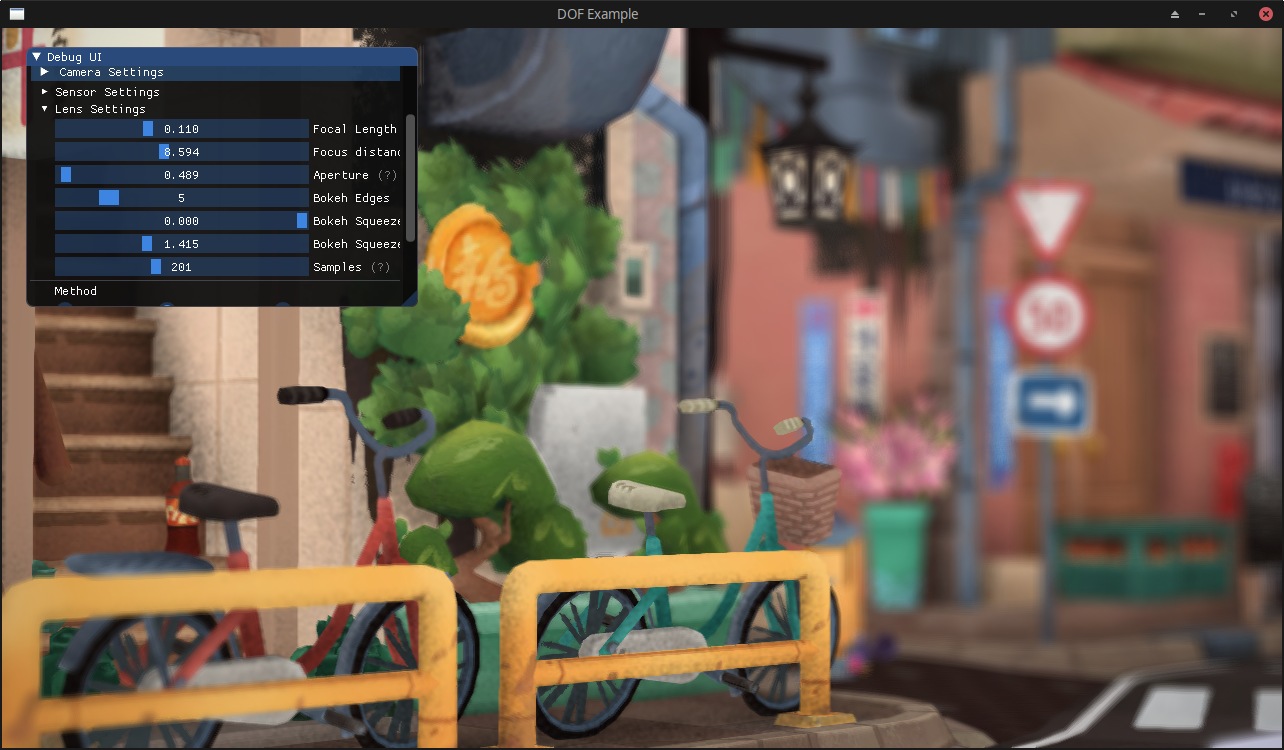 DOF Example
Debug UI
Camera Settings
Sensor Settings
Lens Settings
0.110 Focal Length
8.594 Focus distanc
0.489 Aperture (?)
5 Bokeh Edges
0.000 Bokeh Squeeze
1.415 Bokeh Squeeze
201 Samples (?)
Method
50